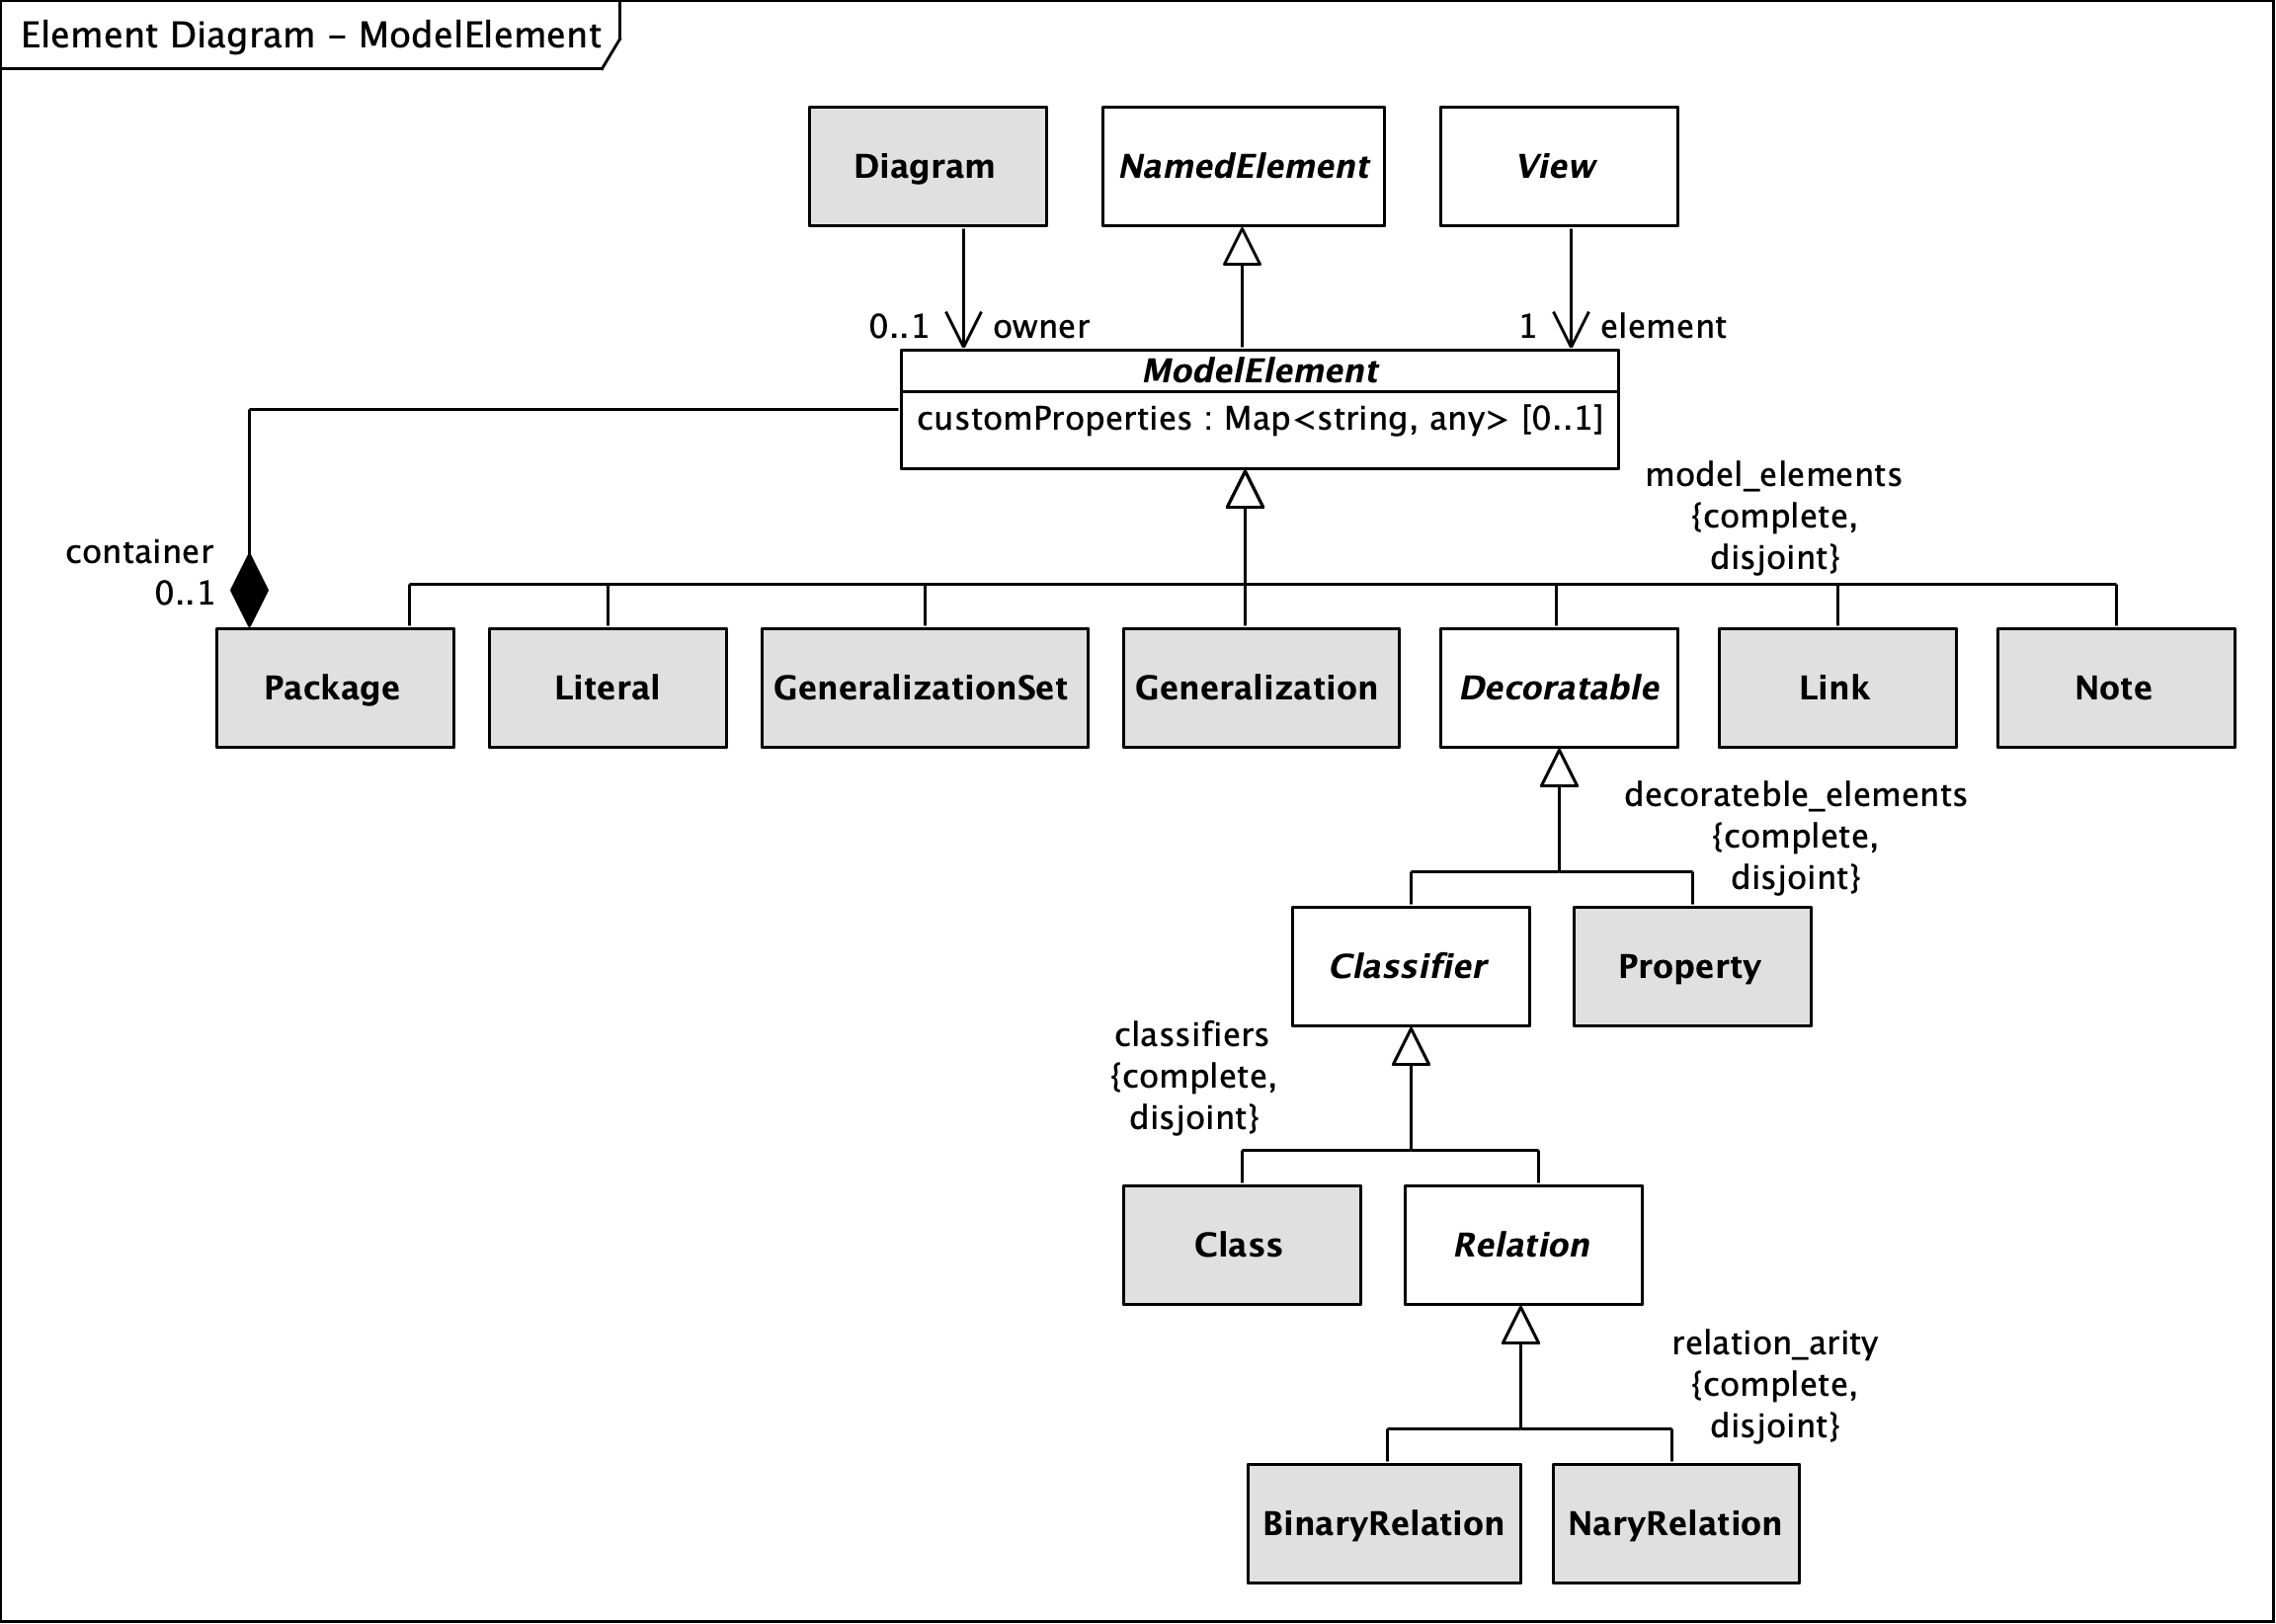 Element Diagram - ModelElement
Diagram
NamedElement
View
0..1
owner
1
element
ModelElement
customProperties : Map<string, any> [0..1]
model_elements
{complete,
disjoint}
container
0..1
Package
Literal
GeneralizationSet
Generalization
Decoratable
Link
Note
decorateble_elements
{complete,
disjoint}
Classifier
Property
classifiers
{complete,
disjoint}
Class
Relation
relation_arity
{complete,
disjoint}
BinaryRelation
NaryRelation